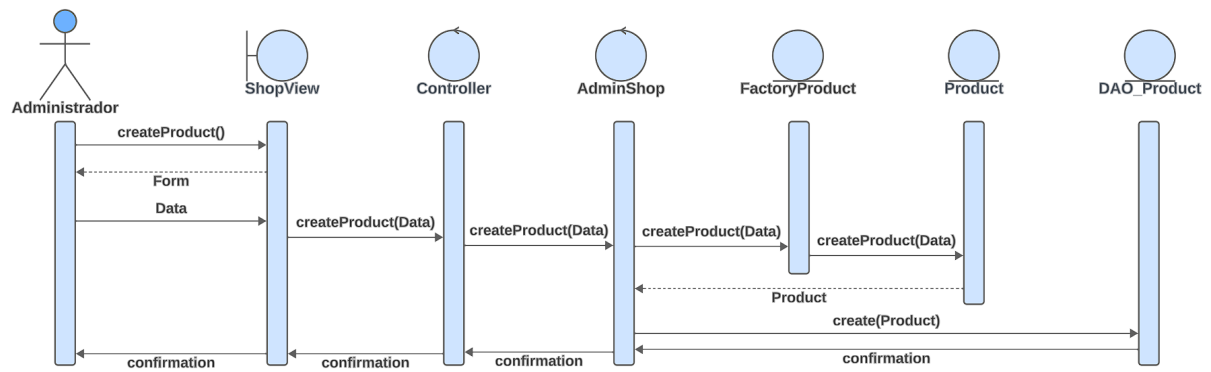 Administrador
ShopView
Controller
AdminShop
FactoryProduct
Product
DAO_Product
createProduct()
Form
Data
createProduct(Data)
createProduct(Data)
createProduct(Data)
createProduct(Data)
Product
create(Product)
confirmation
confirmation
confirmation
confirmation